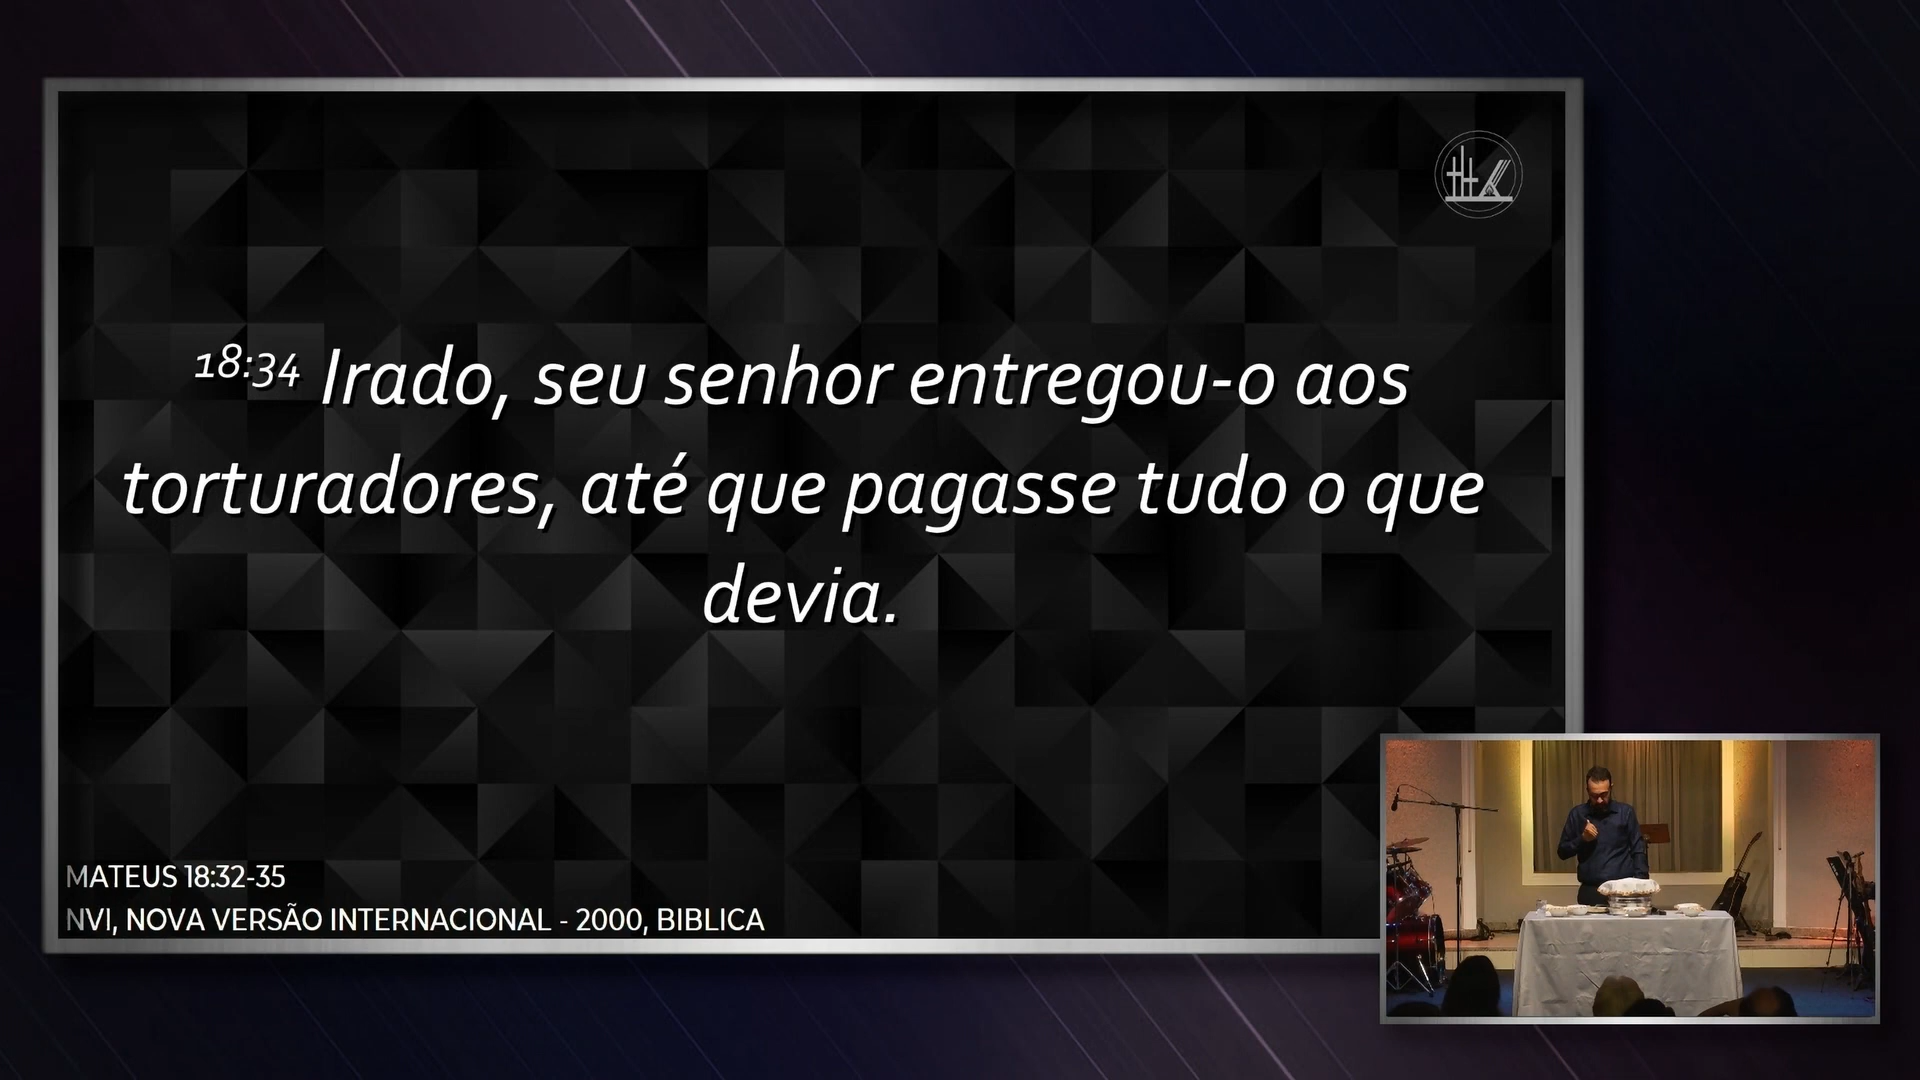 18:34 Irado, seu senhor entregou-o aos
torturadores, até que pagasse tudo o que
devia.
MATEUS 18:32-35
NVI, NOVA VERSÃO INTERNACIONAL - 2000, BIBLICA